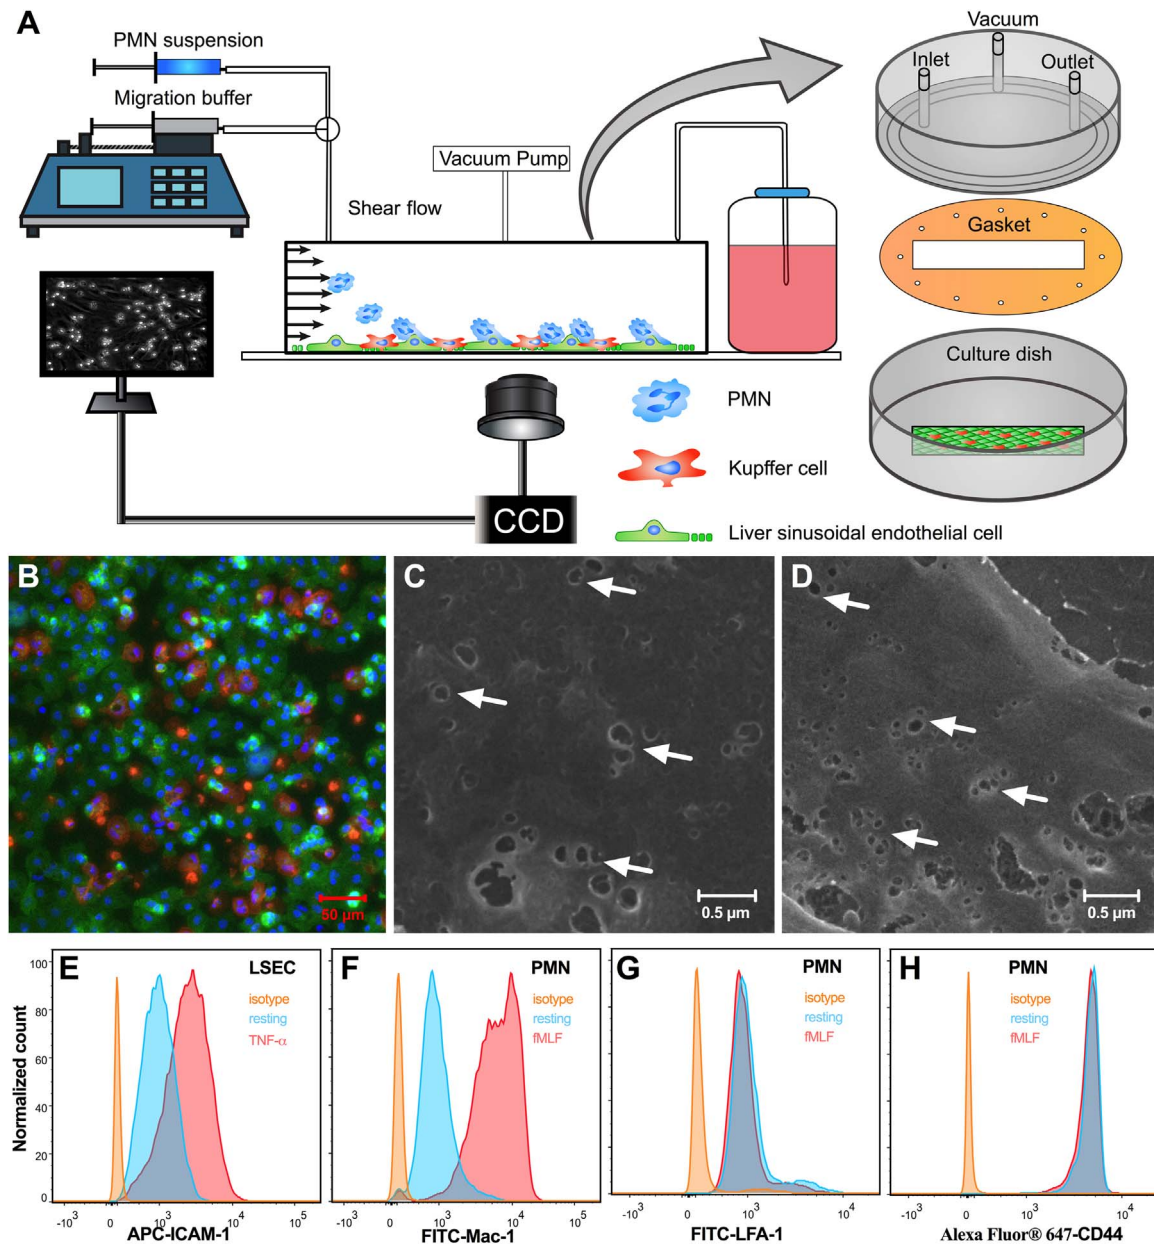 A
PMN suspension
Migration buffer
Vacuum Pump
Shear flow
Vacuum
Inlet
Outlet
Gasket
Culture dish
PMN
Kupffer cell
Liver sinusoidal endothelial cell
CCD
B
50 μm
C
0.5 μm
D
0.5 μm
E
LSEC
isotype
resting
TNF-α
Normalized count
100
80
60
40
20
0
-10³ 0 10³ 10⁴ 10⁵
APC-ICAM-1
F
PMN
isotype
resting
fMLF
-10³ 0 10³ 10⁴
FITC-Mac-1
G
PMN
isotype
resting
fMLF
-10³ 0 10³ 10⁴
FITC-LFA-1
H
PMN
isotype
resting
fMLF
-10³ 0 10³ 10⁴
Alexa Fluor® 647-CD44